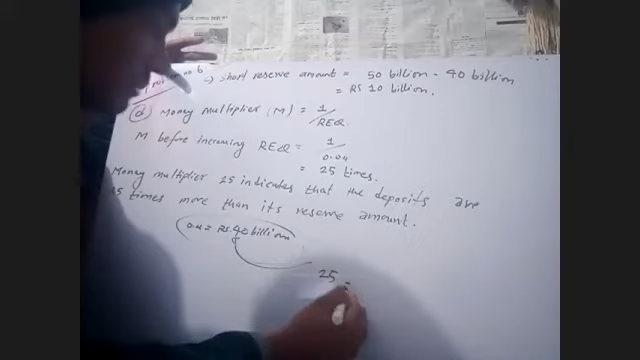 → short reserve amount = 50 billion - 40 billion
= RS 10 billion.
(d) Money Multiplier (M) = 1/REQ.
M before increasing REQ = 1/0.04
= 25 times.
Money multiplier 25 indicates that the deposits are
25 times more than its reserve amount.
= Rs. 40 billion
25